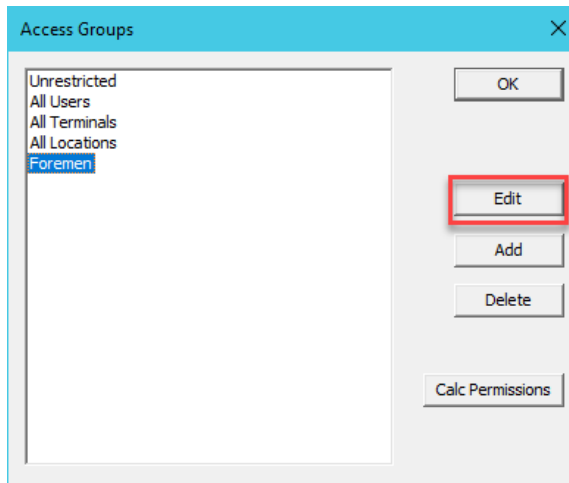 Access Groups
Unrestricted
All Users
All Terminals
All Locations
Foremen
OK
Edit
Add
Delete
Calc Permissions